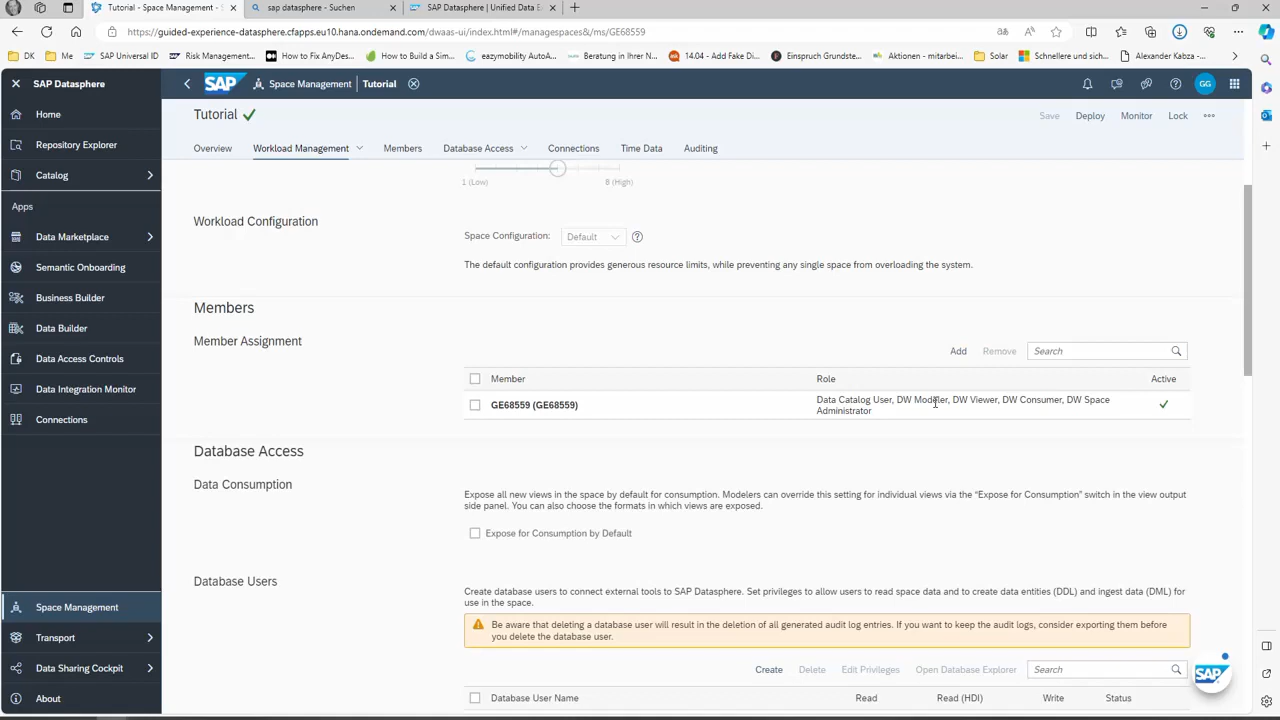 Tutorial - Space Management
sap datasphere - Suchen
SAP Datasphere | Unified Data E
https://guided-experience-datasphere.cfapps.eu10.hana.ondemand.com/dwaas-ui/index.html#/managespaces&/ms/GE68559
DK
SAP Universal ID
Risk Management...
How to Fix AnyDes...
How to Build a Sim...
eazymobility AutoA...
Beratung in Ihrer N...
14.04 - Add Fake Di...
Einspruch Grundste...
Aktionen - mitarbei...
Solar
Schnellere und sich...
Alexander Kabza -...
SAP Datasphere
SAP
Space Management
Tutorial
GG
Home
Repository Explorer
Catalog
Apps
Data Marketplace
Semantic Onboarding
Business Builder
Data Builder
Data Access Controls
Data Integration Monitor
Connections
Space Management
Transport
Data Sharing Cockpit
About
Tutorial
Save
Deploy
Monitor
Lock
Overview
Workload Management
Members
Database Access
Connections
Time Data
Auditing
1 (Low)
8 (High)
Workload Configuration
Space Configuration:
Default
The default configuration provides generous resource limits, while preventing any single space from overloading the system.
Members
Member Assignment
Add
Remove
Search
Member
Role
Active
GE68559 (GE68559)
Data Catalog User, DW Modeler, DW Viewer, DW Consumer, DW Space
Administrator
Database Access
Data Consumption
Expose all new views in the space by default for consumption. Modelers can override this setting for individual views via the "Expose for Consumption" switch in the view output
side panel. You can also choose the formats in which views are exposed.
Expose for Consumption by Default
Database Users
Create database users to connect external tools to SAP Datasphere. Set privileges to allow users to read space data and to create data entities (DDL) and ingest data (DML) for
use in the space.
Be aware that deleting a database user will result in the deletion of all generated audit log entries. If you want to keep the audit logs, consider exporting them before
you delete the database user.
Create
Delete
Edit Privileges
Open Database Explorer
Search
SAP
Database User Name
Read
Read (HDI)
Write
Status